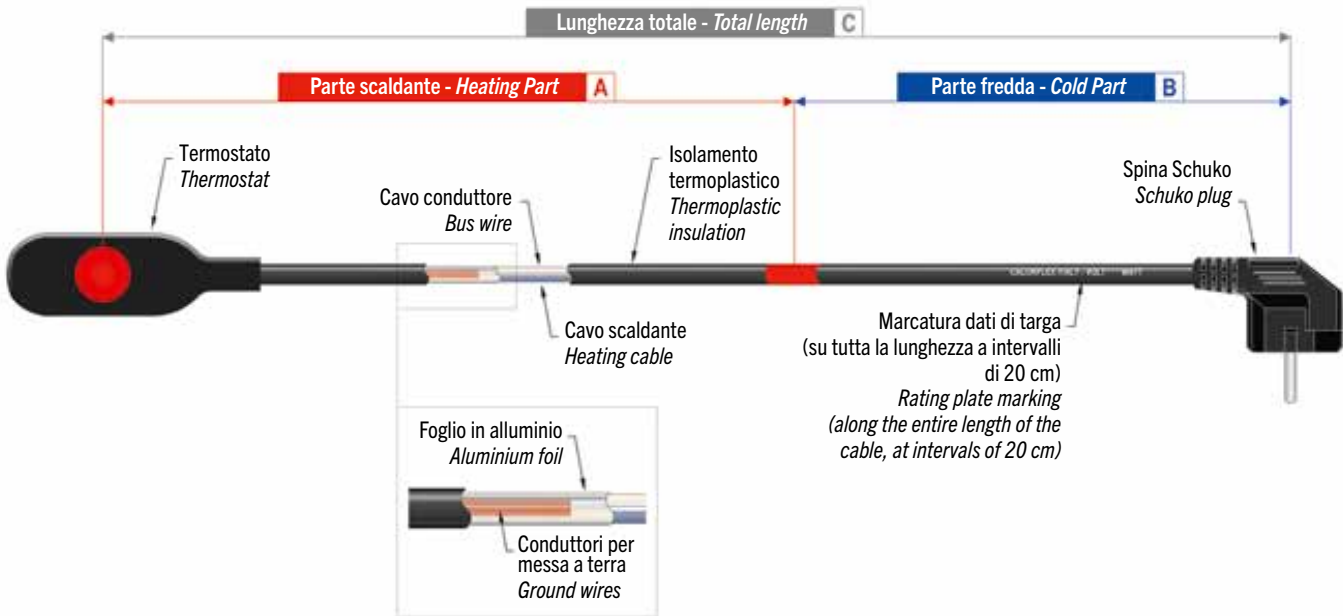 Lunghezza totale - Total length C
Parte scaldante - Heating Part A
Parte fredda - Cold Part B
Termostato
Thermostat
Cavo conduttore
Bus wire
Isolamento
termoplastico
Thermoplastic
insulation
Spina Schuko
Schuko plug
Cavo scaldante
Heating cable
Marcatura dati di targa
(su tutta la lunghezza a intervalli
di 20 cm)
Rating plate marking
(along the entire length of the
cable, at intervals of 20 cm)
Foglio in alluminio
Aluminium foil
Conduttori per
messa a terra
Ground wires